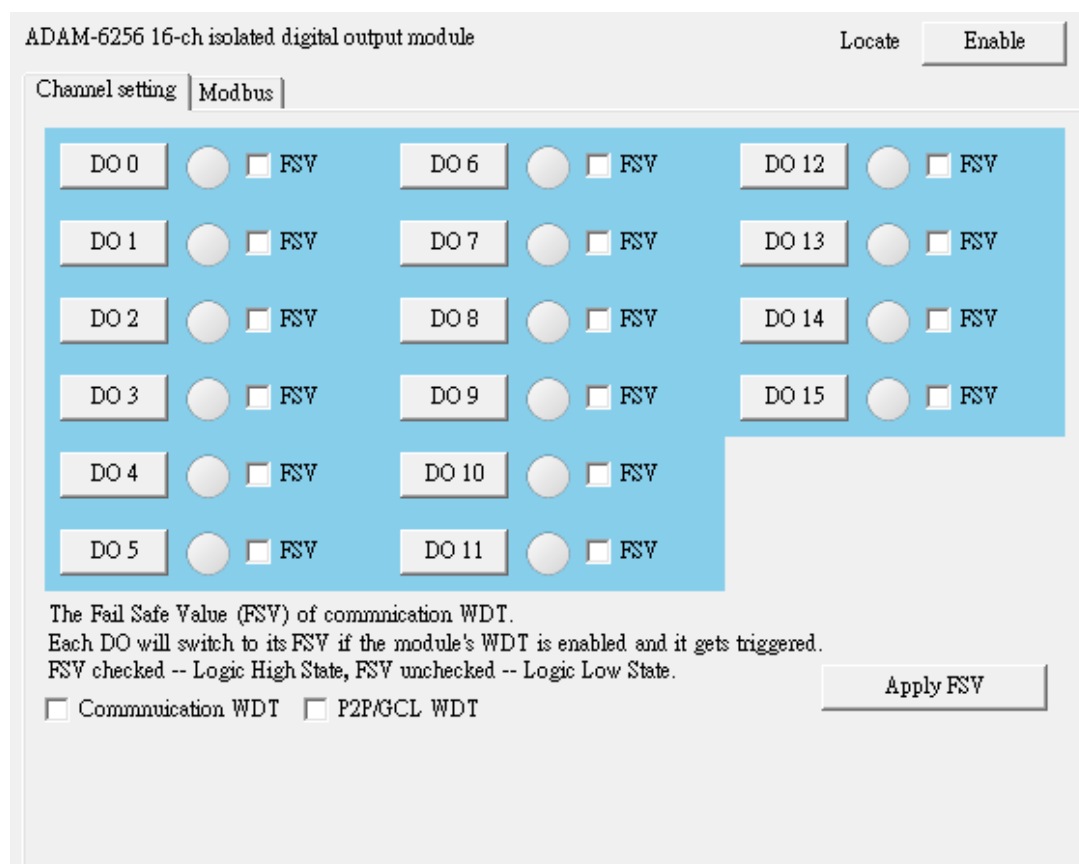 ADAM-6256 16-ch isolated digital output module Locate Enable
Channel setting Modbus
DO 0 FSV DO 6 FSV DO 12 FSV
DO 1 FSV DO 7 FSV DO 13 FSV
DO 2 FSV DO 8 FSV DO 14 FSV
DO 3 FSV DO 9 FSV DO 15 FSV
DO 4 FSV DO 10 FSV
DO 5 FSV DO 11 FSV
The Fail Safe Value (FSV) of commnication WDT.
Each DO will switch to its FSV if the module's WDT is enabled and it gets triggered.
FSV checked -- Logic High State, FSV unchecked -- Logic Low State.
Apply FSV
Commnuication WDT P2P/GCL WDT